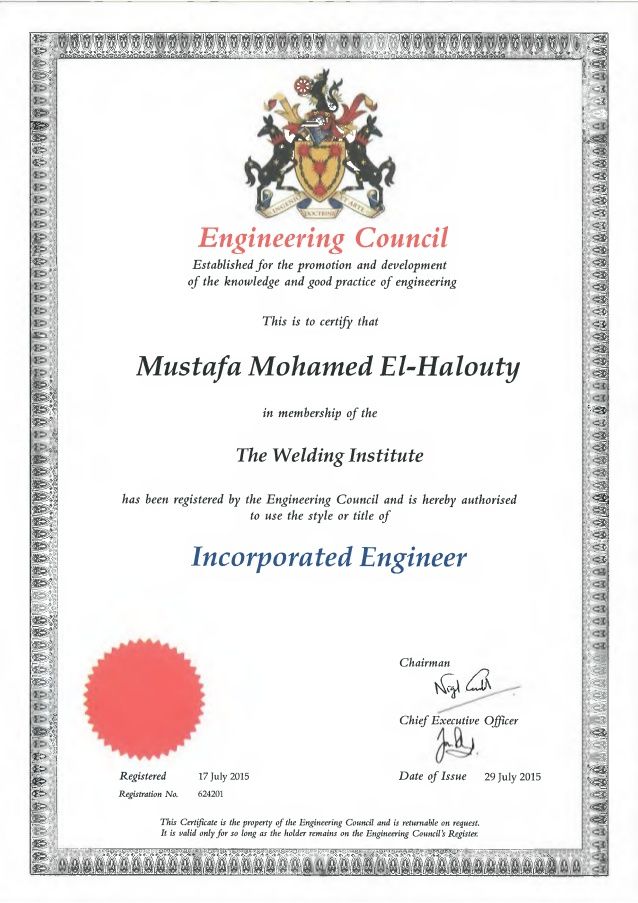 INGENIO ET ARTE
DOCTRINA
Engineering Council
Established for the promotion and development
of the knowledge and good practice of engineering
This is to certify that
Mustafa Mohamed El-Halouty
in membership of the
The Welding Institute
has been registered by the Engineering Council and is hereby authorised
to use the style or title of
Incorporated Engineer
Chairman
Chief Executive Officer
Registered 17 July 2015
Date of Issue 29 July 2015
Registration No. 624201
This Certificate is the property of the Engineering Council and is returnable on request.
It is valid only for so long as the holder remains on the Engineering Council's Register.